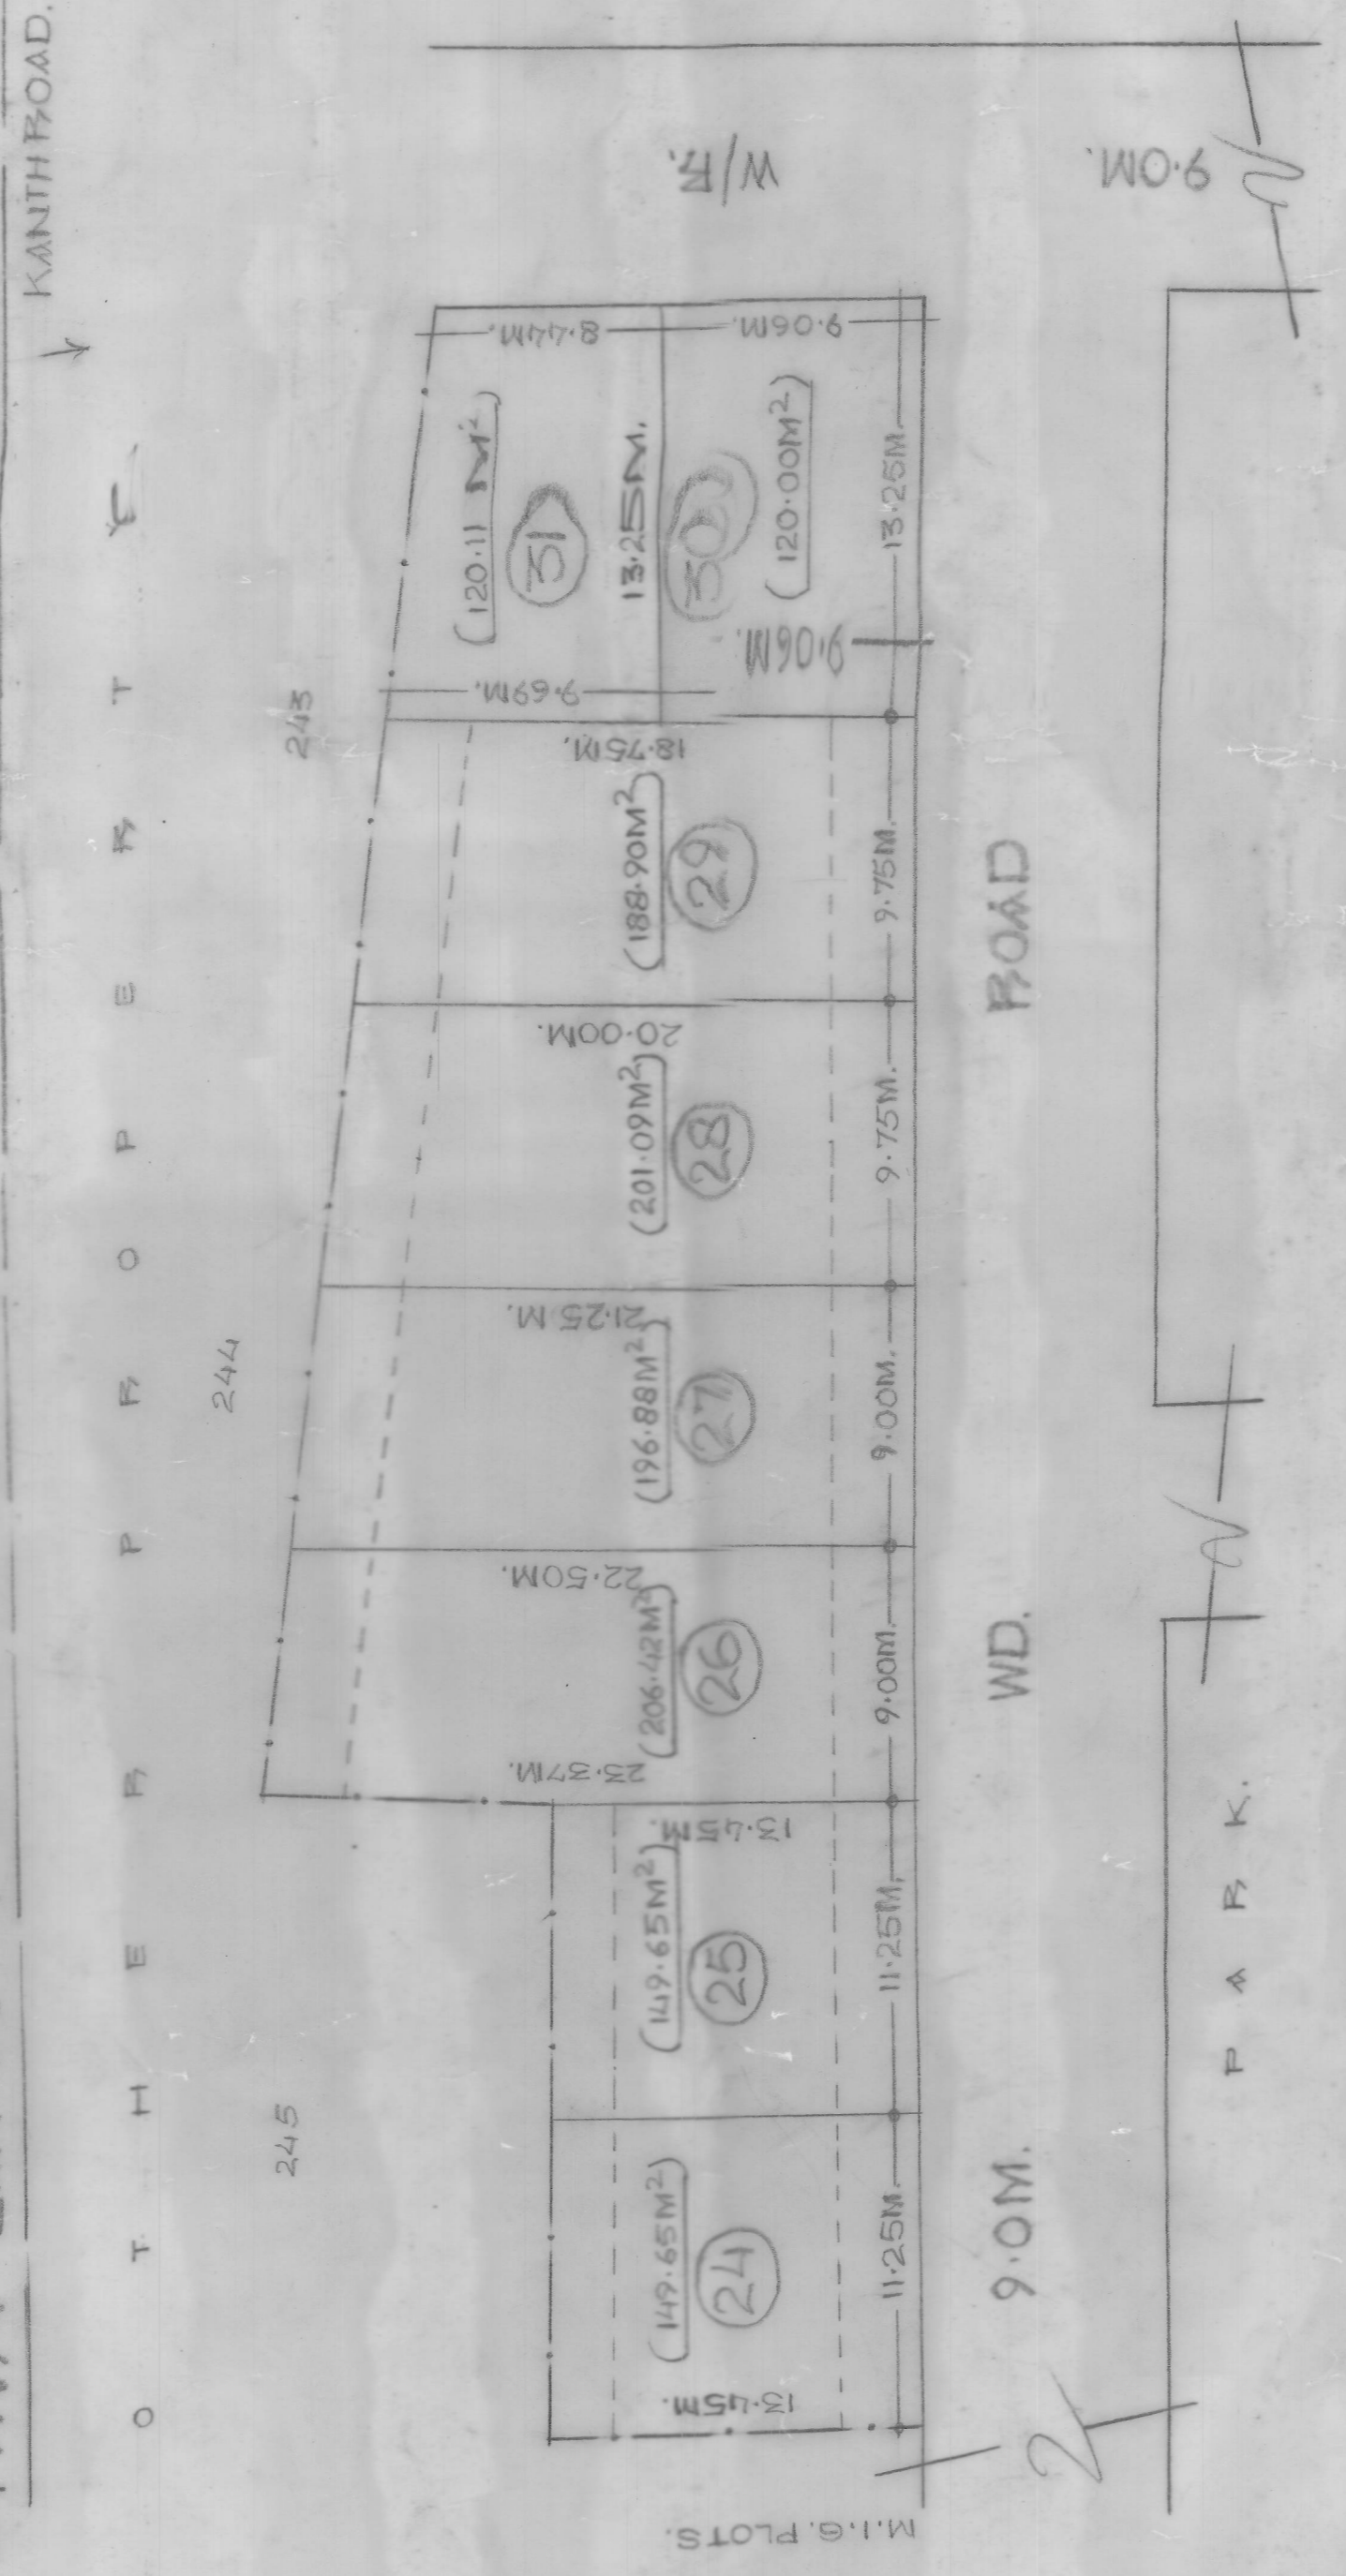 KANTH ROAD.
OTHER PROPERTY
245
244
243
M.I.G. PLOTS.
13.45M.
(149.65M²)
24
11.25M.
(149.65M²)
25
13.45M.
11.25M.
23.37M.
(206.42M²)
26
9.00M.
22.50M.
(196.88M²)
27
9.00M.
21.25M.
(201.09M²)
28
9.75M.
20.00M.
(188.90M²)
29
9.75M.
18.75M.
9.69M.
(120.11 M²)
31
8.44M.
13.25M.
9.06M.
30
(120.00M²)
9.06M.
13.25M.
9.0M. WD. ROAD
W/R.
9.0M.
PARK.